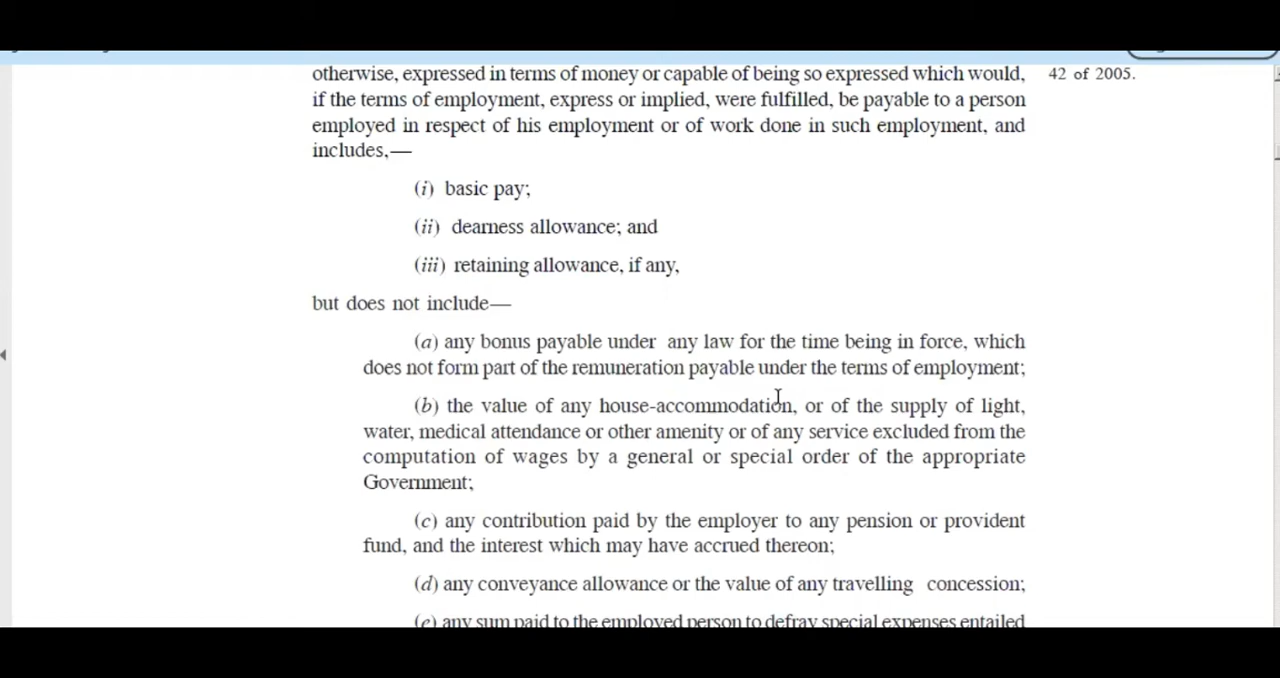 otherwise, expressed in terms of money or capable of being so expressed which would, 42 of 2005.
if the terms of employment, express or implied, were fulfilled, be payable to a person
employed in respect of his employment or of work done in such employment, and
includes,—
(i) basic pay;
(ii) dearness allowance; and
(iii) retaining allowance, if any,
but does not include—
(a) any bonus payable under any law for the time being in force, which
does not form part of the remuneration payable under the terms of employment;
(b) the value of any house-accommodation, or of the supply of light,
water, medical attendance or other amenity or of any service excluded from the
computation of wages by a general or special order of the appropriate
Government;
(c) any contribution paid by the employer to any pension or provident
fund, and the interest which may have accrued thereon;
(d) any conveyance allowance or the value of any travelling concession;
(e) any sum paid to the employed person to defray special expenses entailed